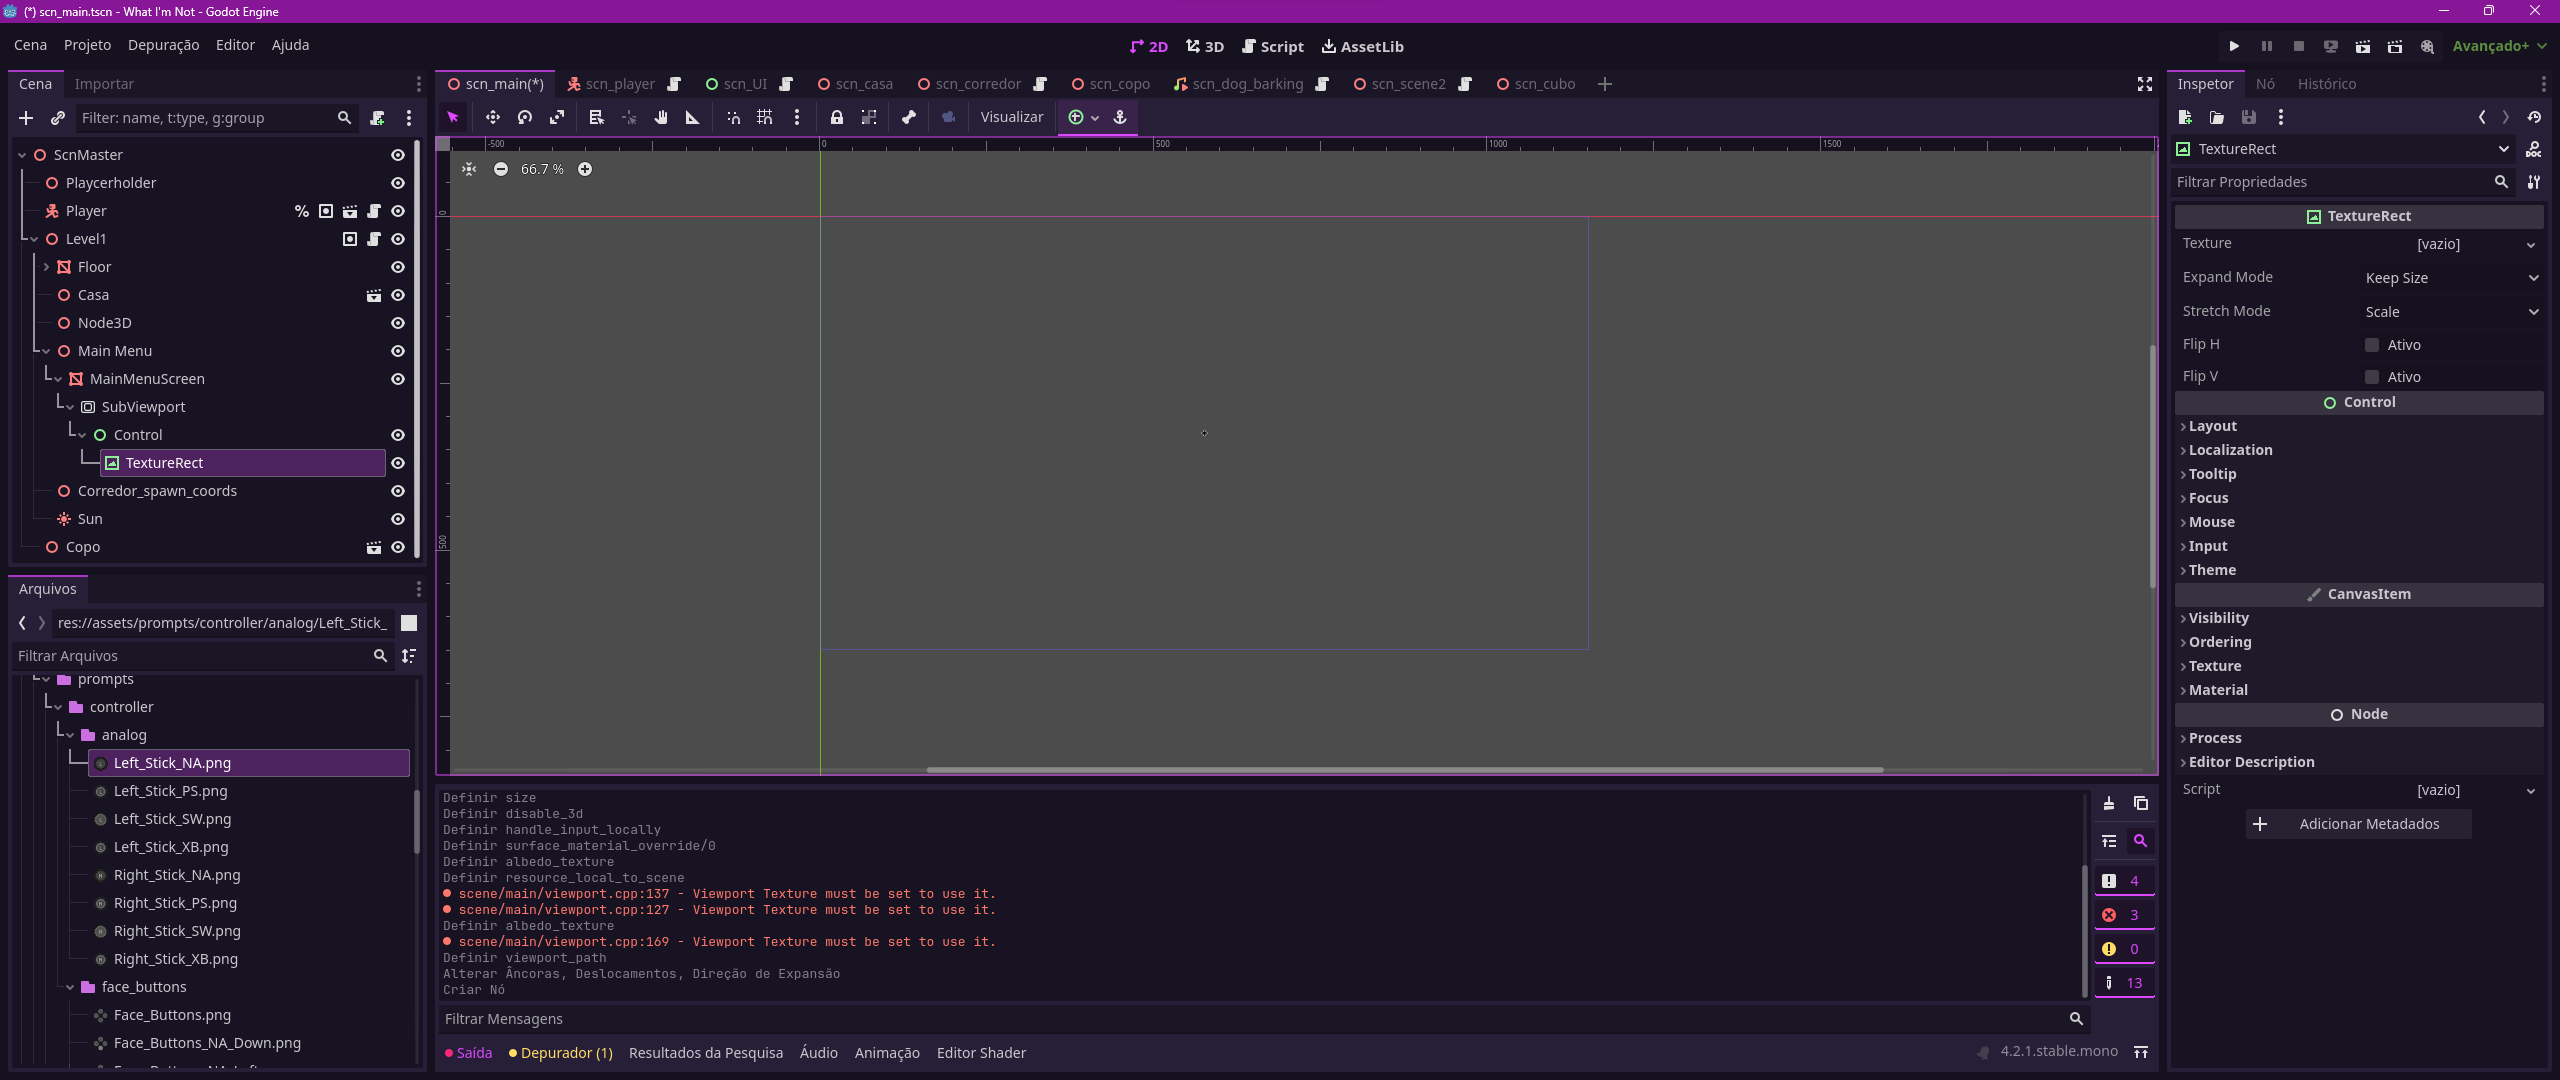 (*) scn_main.tscn - What I'm Not - Godot Engine
Cena Projeto Depuração Editor Ajuda
2D 3D Script AssetLib
Avançado+
Cena Importar
Filter: name, t:type, g:group
ScnMaster
Playcerholder
Player
Level1
Floor
Casa
Node3D
Main Menu
MainMenuScreen
SubViewport
Control
TextureRect
Corredor_spawn_coords
Sun
Copo
Arquivos
res://assets/prompts/controller/analog/Left_Stick_
Filtrar Arquivos
prompts
controller
analog
Left_Stick_NA.png
Left_Stick_PS.png
Left_Stick_SW.png
Left_Stick_XB.png
Right_Stick_NA.png
Right_Stick_PS.png
Right_Stick_SW.png
Right_Stick_XB.png
face_buttons
Face_Buttons.png
Face_Buttons_NA_Down.png
scn_main(*) scn_player scn_UI scn_casa scn_corredor scn_copo scn_dog_barking scn_scene2 scn_cubo
Visualizar
-500 0 500 1000 1500
66.7 %
0
500
Definir size
Definir disable_3d
Definir handle_input_locally
Definir surface_material_override/0
Definir albedo_texture
Definir resource_local_to_scene
scene/main/viewport.cpp:137 - Viewport Texture must be set to use it.
scene/main/viewport.cpp:127 - Viewport Texture must be set to use it.
Definir albedo_texture
scene/main/viewport.cpp:169 - Viewport Texture must be set to use it.
Definir viewport_path
Alterar Âncoras, Deslocamentos, Direção de Expansão
Criar Nó
4
3
0
13
Filtrar Mensagens
Saída Depurador (1) Resultados da Pesquisa Áudio Animação Editor Shader
4.2.1.stable.mono
Inspetor Nó Histórico
TextureRect
DOC
Filtrar Propriedades
TextureRect
Texture [vazio]
Expand Mode Keep Size
Stretch Mode Scale
Flip H Ativo
Flip V Ativo
Control
Layout
Localization
Tooltip
Focus
Mouse
Input
Theme
CanvasItem
Visibility
Ordering
Texture
Material
Node
Process
Editor Description
Script [vazio]
Adicionar Metadados